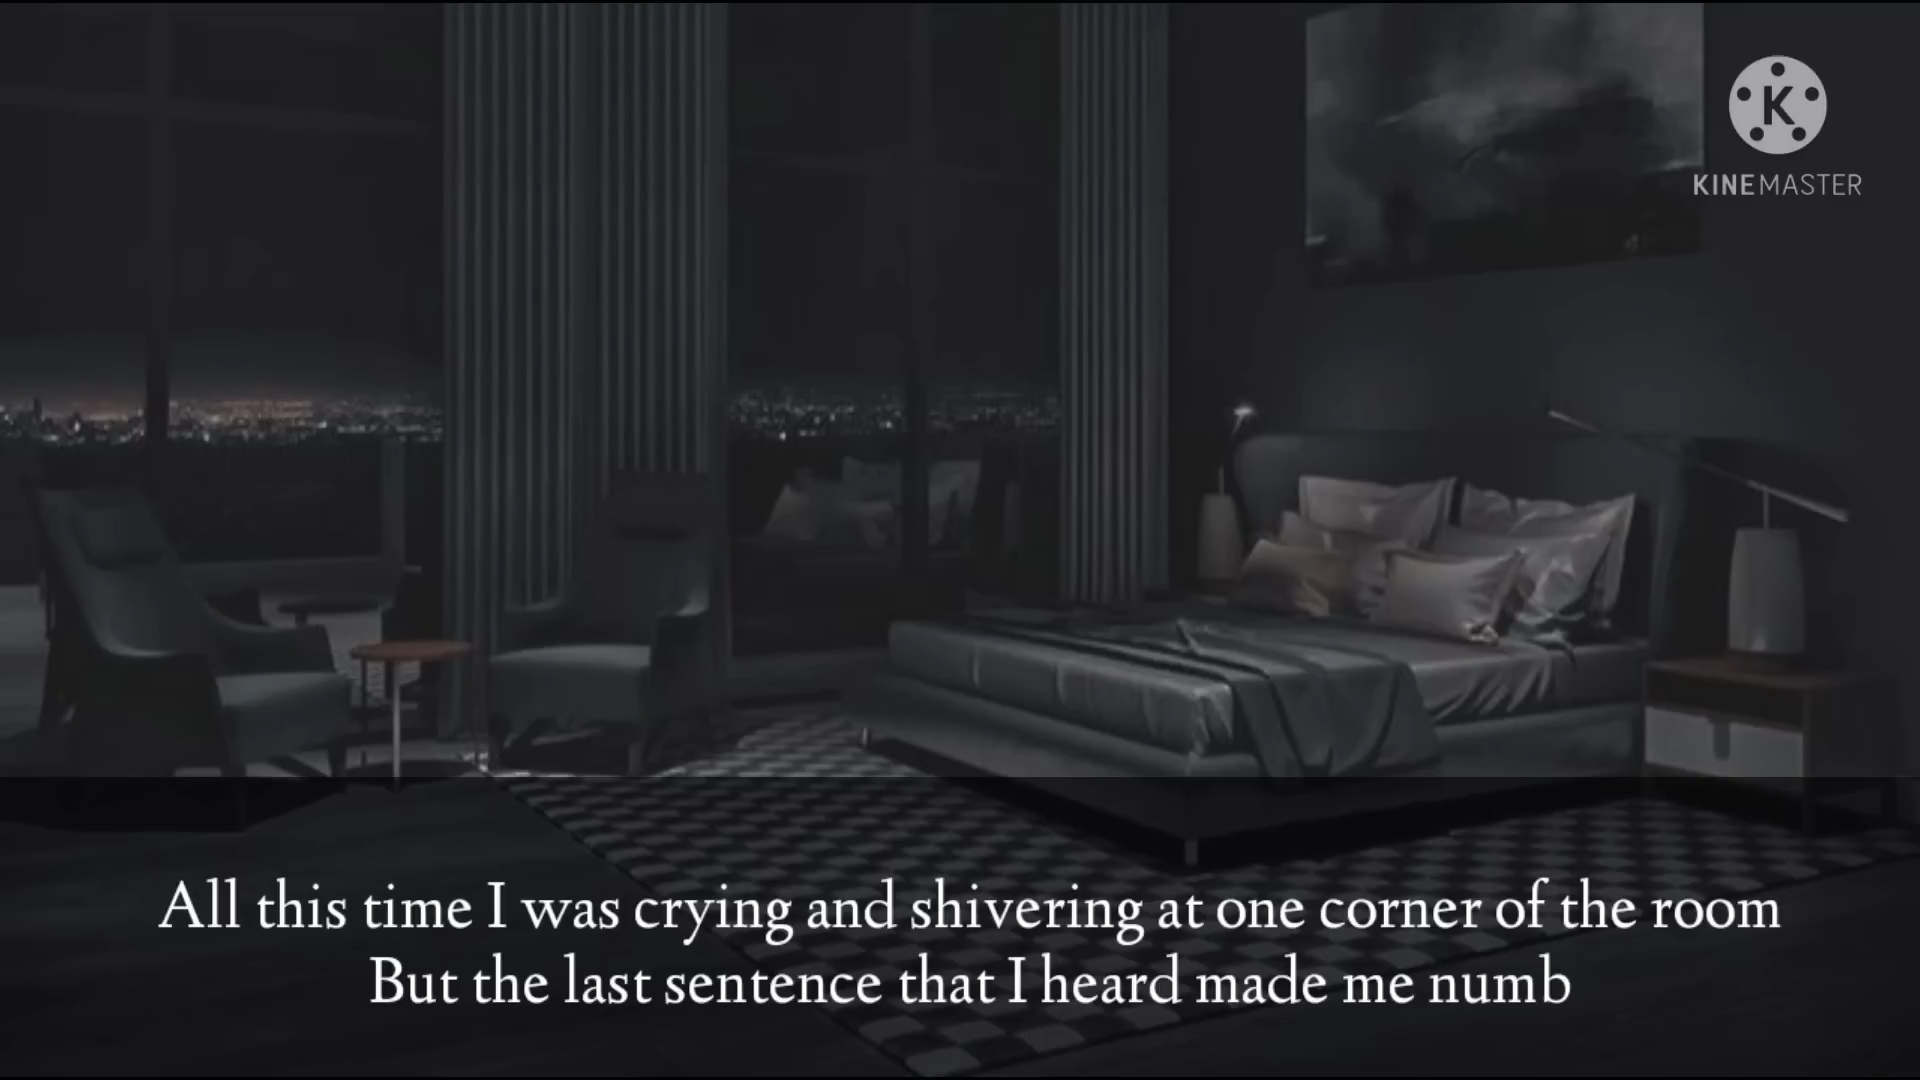 K
KINEMASTER
All this time I was crying and shivering at one corner of the room
But the last sentence that I heard made me numb